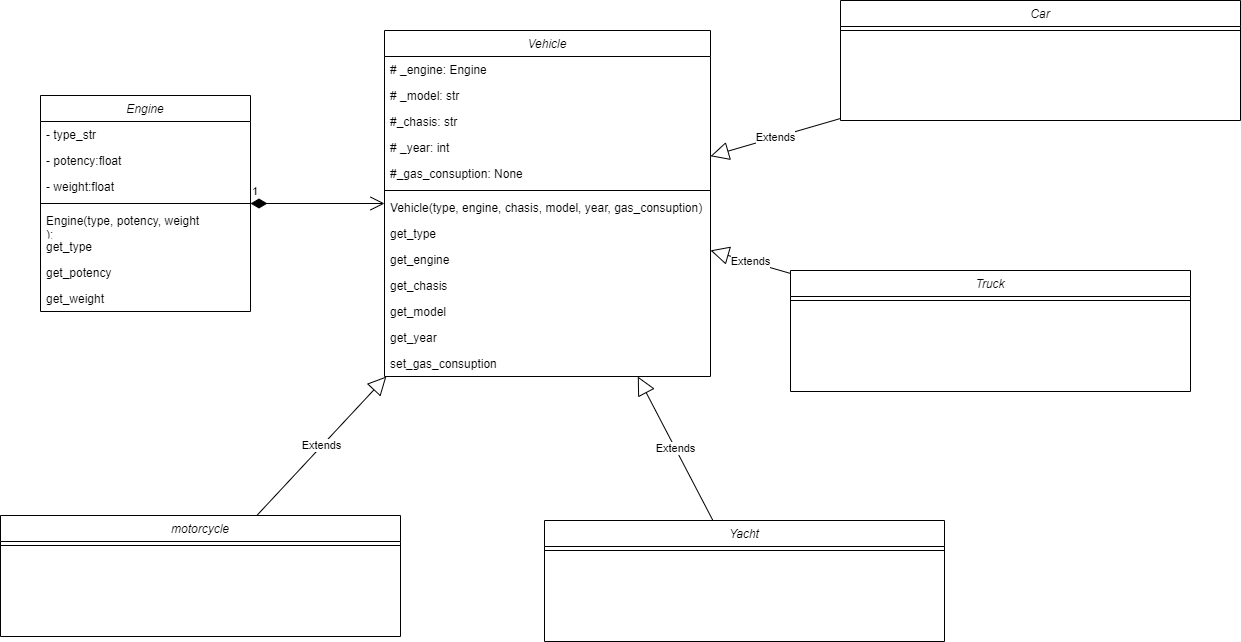 Car
Vehicle
# _engine: Engine
# _model: str
#_chasis: str
# _year: int
#_gas_consuption: None
Vehicle(type, engine, chasis, model, year, gas_consuption)
get_type
get_engine
get_chasis
get_model
get_year
set_gas_consuption
Engine
- type_str
- potency:float
- weight:float
Engine(type, potency, weight
):
get_type
get_potency
get_weight
1
Extends
Extends
Truck
Extends
Extends
motorcycle
Yacht